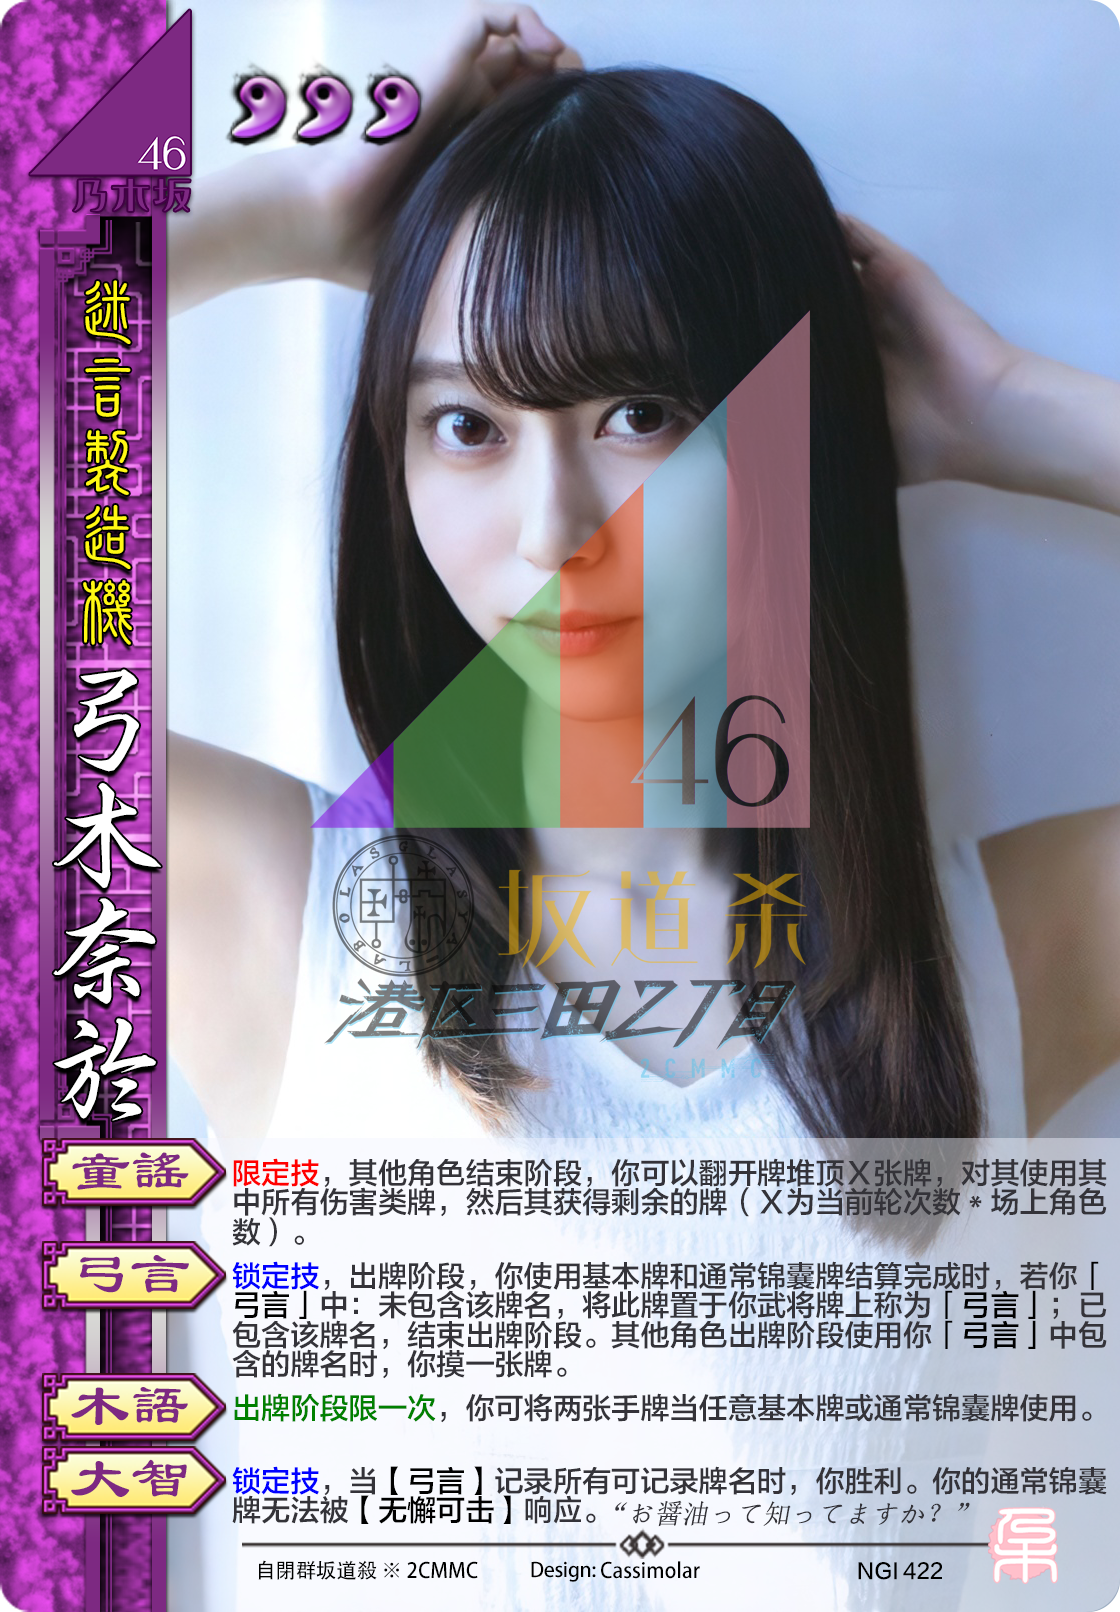 46
乃木坂
迷言製造機
弓木奈於
46
坂道杀
GLASYALABOLAS
港区三田乙丁目
2CMMC
童謠
限定技，其他角色结束阶段，你可以翻开牌堆顶X张牌，对其使用其
中所有伤害类牌，然后其获得剩余的牌（X为当前轮次数*场上角色
数）。
弓言
锁定技，出牌阶段，你使用基本牌和通常锦囊牌结算完成时，若你「
弓言」中：未包含该牌名，将此牌置于你武将牌上称为「弓言」；已
包含该牌名，结束出牌阶段。其他角色出牌阶段使用你「弓言」中包
含的牌名时，你摸一张牌。
木語
出牌阶段限一次，你可将两张手牌当任意基本牌或通常锦囊牌使用。
大智
锁定技，当【弓言】记录所有可记录牌名时，你胜利。你的通常锦囊
牌无法被【无懈可击】响应。“お醤油って知ってますか？”
自閉群坂道殺 ※ 2CMMC Design: Cassimolar NGI 422